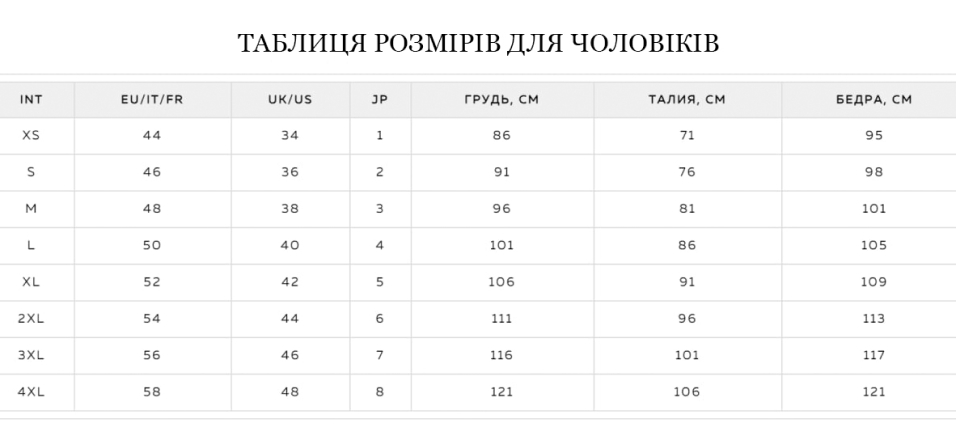 ТАБЛИЦЯ РОЗМІРІВ ДЛЯ ЧОЛОВІКІВ
INT EU/IT/FR UK/US JP ГРУДЬ, СМ ТАЛИЯ, СМ БЕДРА, СМ
XS 44 34 1 86 71 95
S 46 36 2 91 76 98
M 48 38 3 96 81 101
L 50 40 4 101 86 105
XL 52 42 5 106 91 109
2XL 54 44 6 111 96 113
3XL 56 46 7 116 101 117
4XL 58 48 8 121 106 121